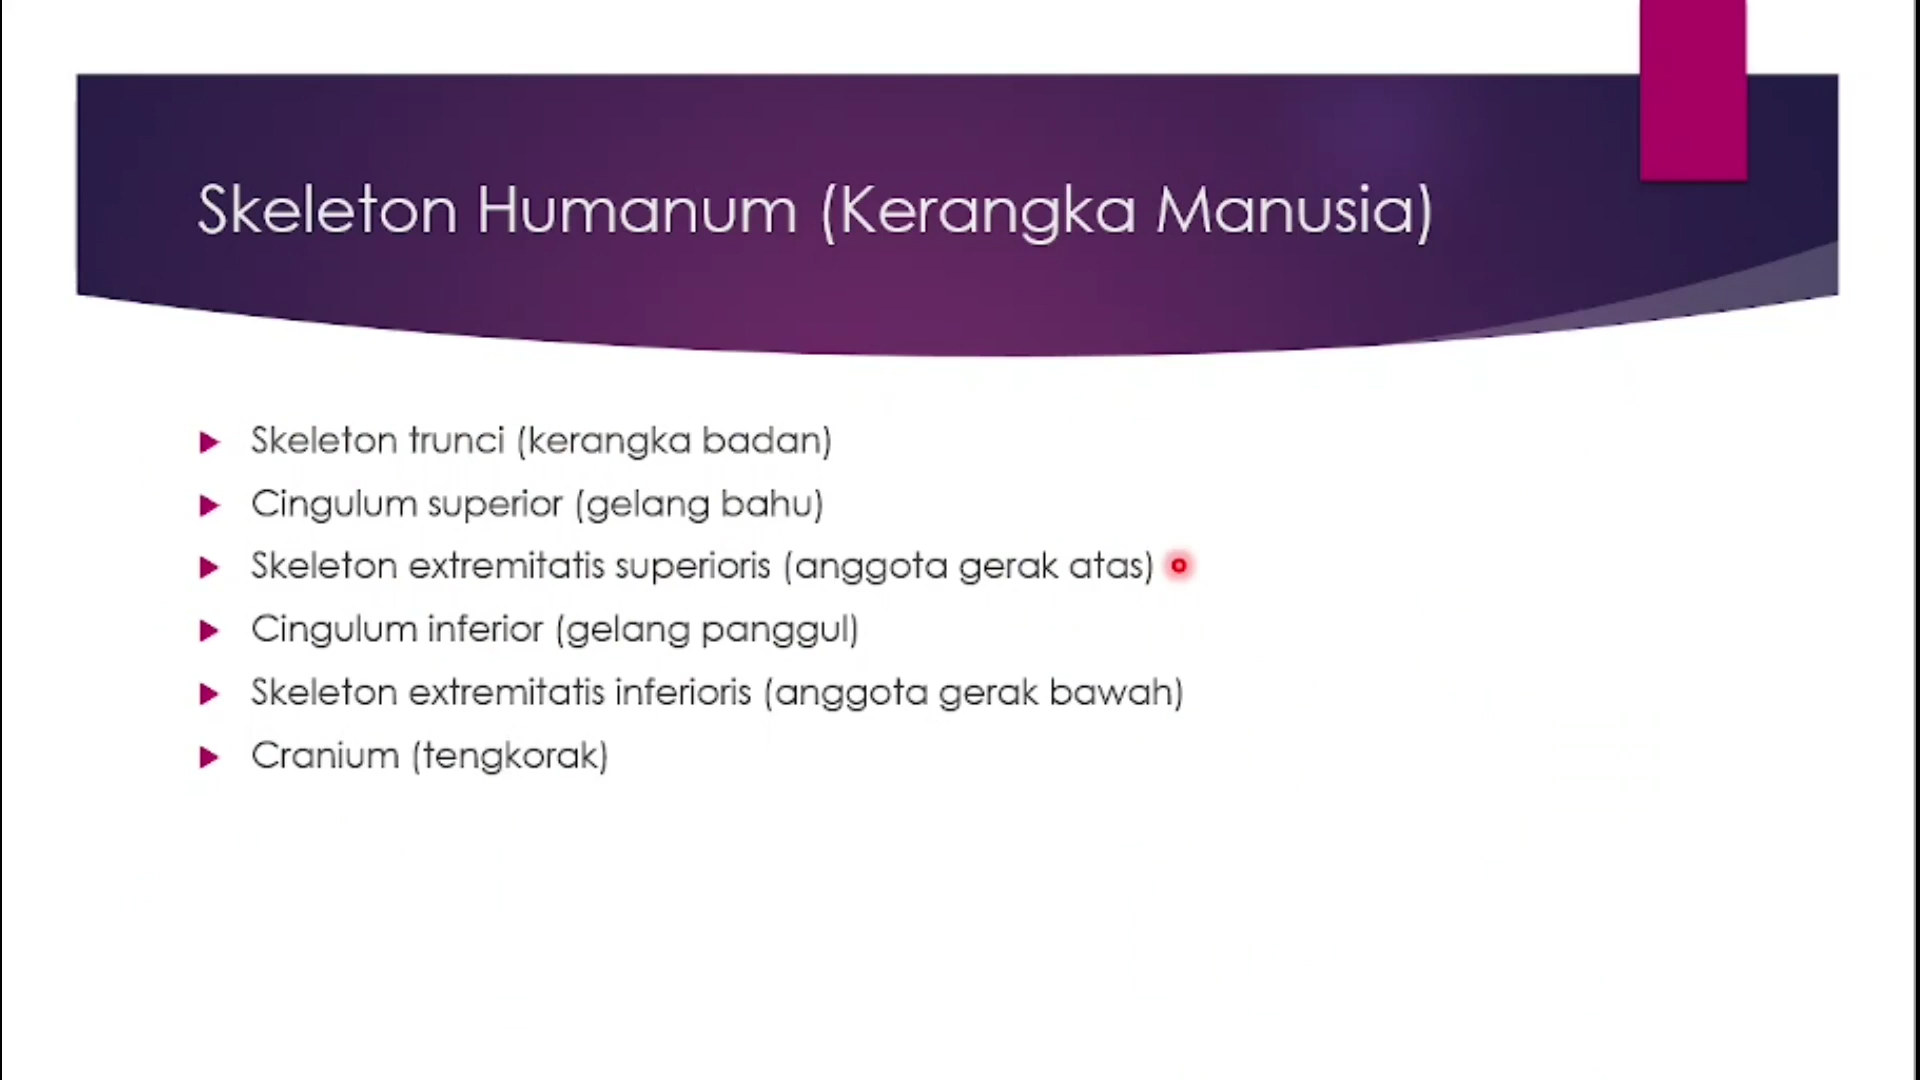 Skeleton Humanum (Kerangka Manusia)
Skeleton trunci (kerangka badan)
Cingulum superior (gelang bahu)
Skeleton extremitatis superioris (anggota gerak atas)
Cingulum inferior (gelang panggul)
Skeleton extremitatis inferioris (anggota gerak bawah)
Cranium (tengkorak)